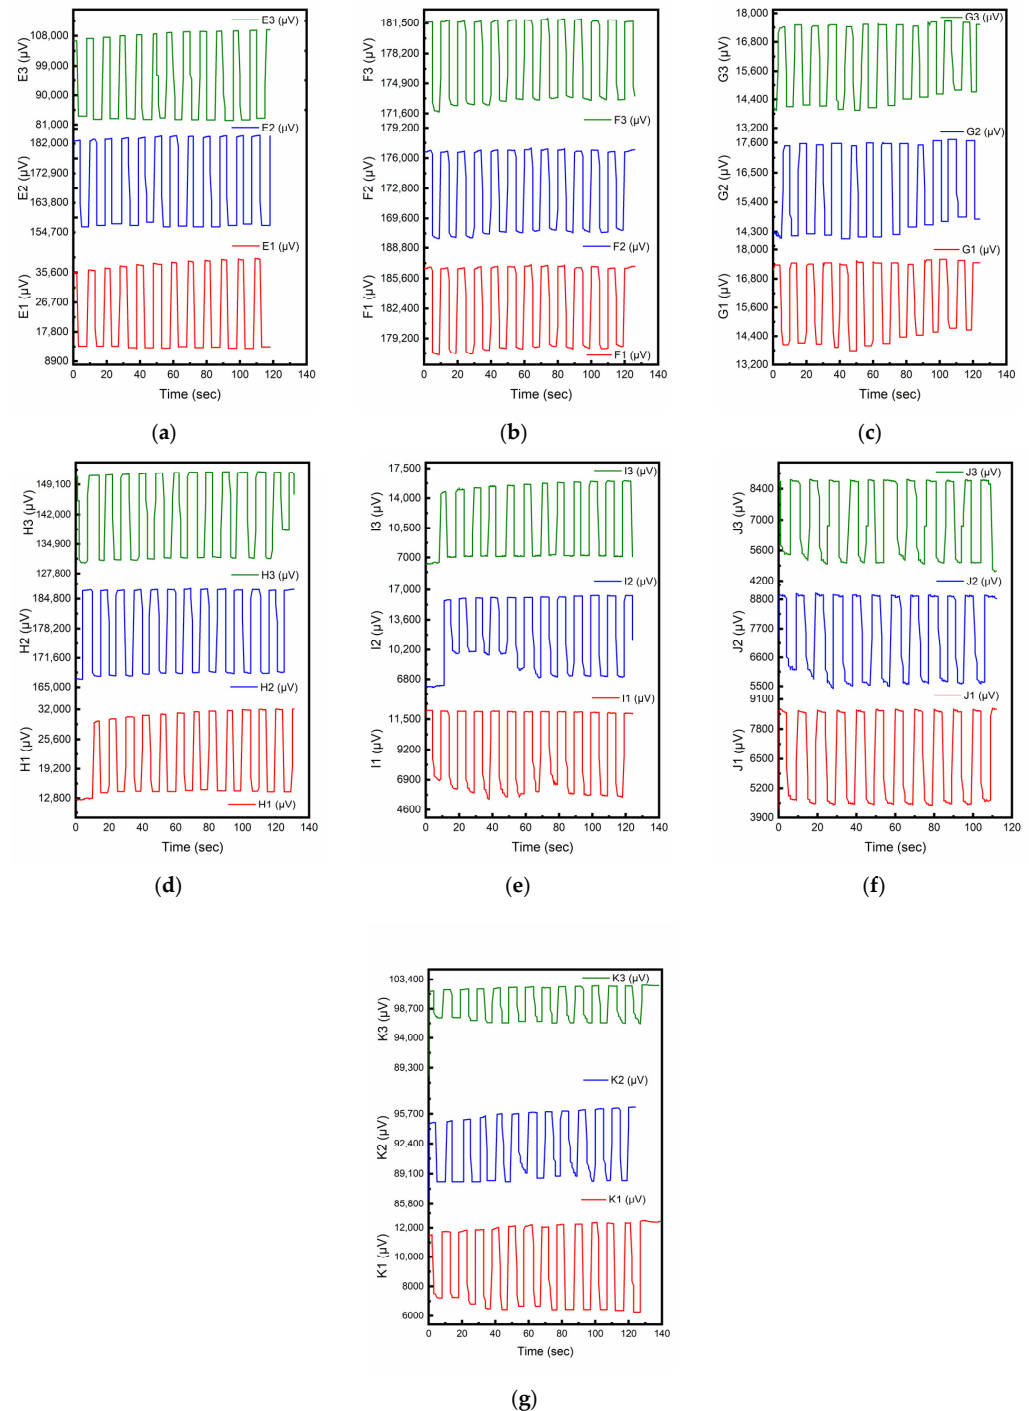 E3 (µV)
108,000
99,000
90,000
81,000
E3 (µV)
E2 (µV)
182,000
172,900
163,800
154,700
E2 (µV)
E1 (µV)
35,600
26,700
17,800
8900
E1 (µV)
0 20 40 60 80 100 120 140
Time (sec)
(a)
181,500
178,200
174,900
171,600
F3 (µV)
F3 (µV)
179,200
176,000
172,800
169,600
F2 (µV)
F2 (µV)
188,800
185,600
182,400
179,200
F1 (µV)
F1 (µV)
0 20 40 60 80 100 120 140
Time (sec)
(b)
18,000
16,800
15,600
14,400
13,200
G3 (µV)
G3 (µV)
17,600
16,500
15,400
14,300
G2 (µV)
G2 (µV)
18,000
16,800
15,600
14,400
13,200
G1 (µV)
G1 (µV)
0 20 40 60 80 100 120 140
Time (sec)
(c)
149,100
142,000
134,900
127,800
H3 (µV)
H3 (µV)
184,800
178,200
171,600
165,000
H2 (µV)
H2 (µV)
32,000
25,600
19,200
12,800
H1 (µV)
H1 (µV)
0 20 40 60 80 100 120 140
Time (sec)
(d)
17,500
14,000
10,500
7000
I3 (µV)
I3 (µV)
17,000
13,600
10,200
6800
I2 (µV)
I2 (µV)
11,500
9200
6900
4600
I1 (µV)
I1 (µV)
0 20 40 60 80 100 120 140
Time (sec)
(e)
8400
7000
5600
4200
J3 (µV)
J3 (µV)
8800
7700
6600
5500
J2 (µV)
J2 (µV)
9100
7800
6500
5200
3900
J1 (µV)
J1 (µV)
0 20 40 60 80 100 120
Time (sec)
(f)
103,400
98,700
94,000
89,300
K3 (µV)
K3 (µV)
95,700
92,400
89,100
85,800
K2 (µV)
K2 (µV)
12,000
10,000
8000
6000
K1 (µV)
K1 (µV)
0 20 40 60 80 100 120 140
Time (sec)
(g)